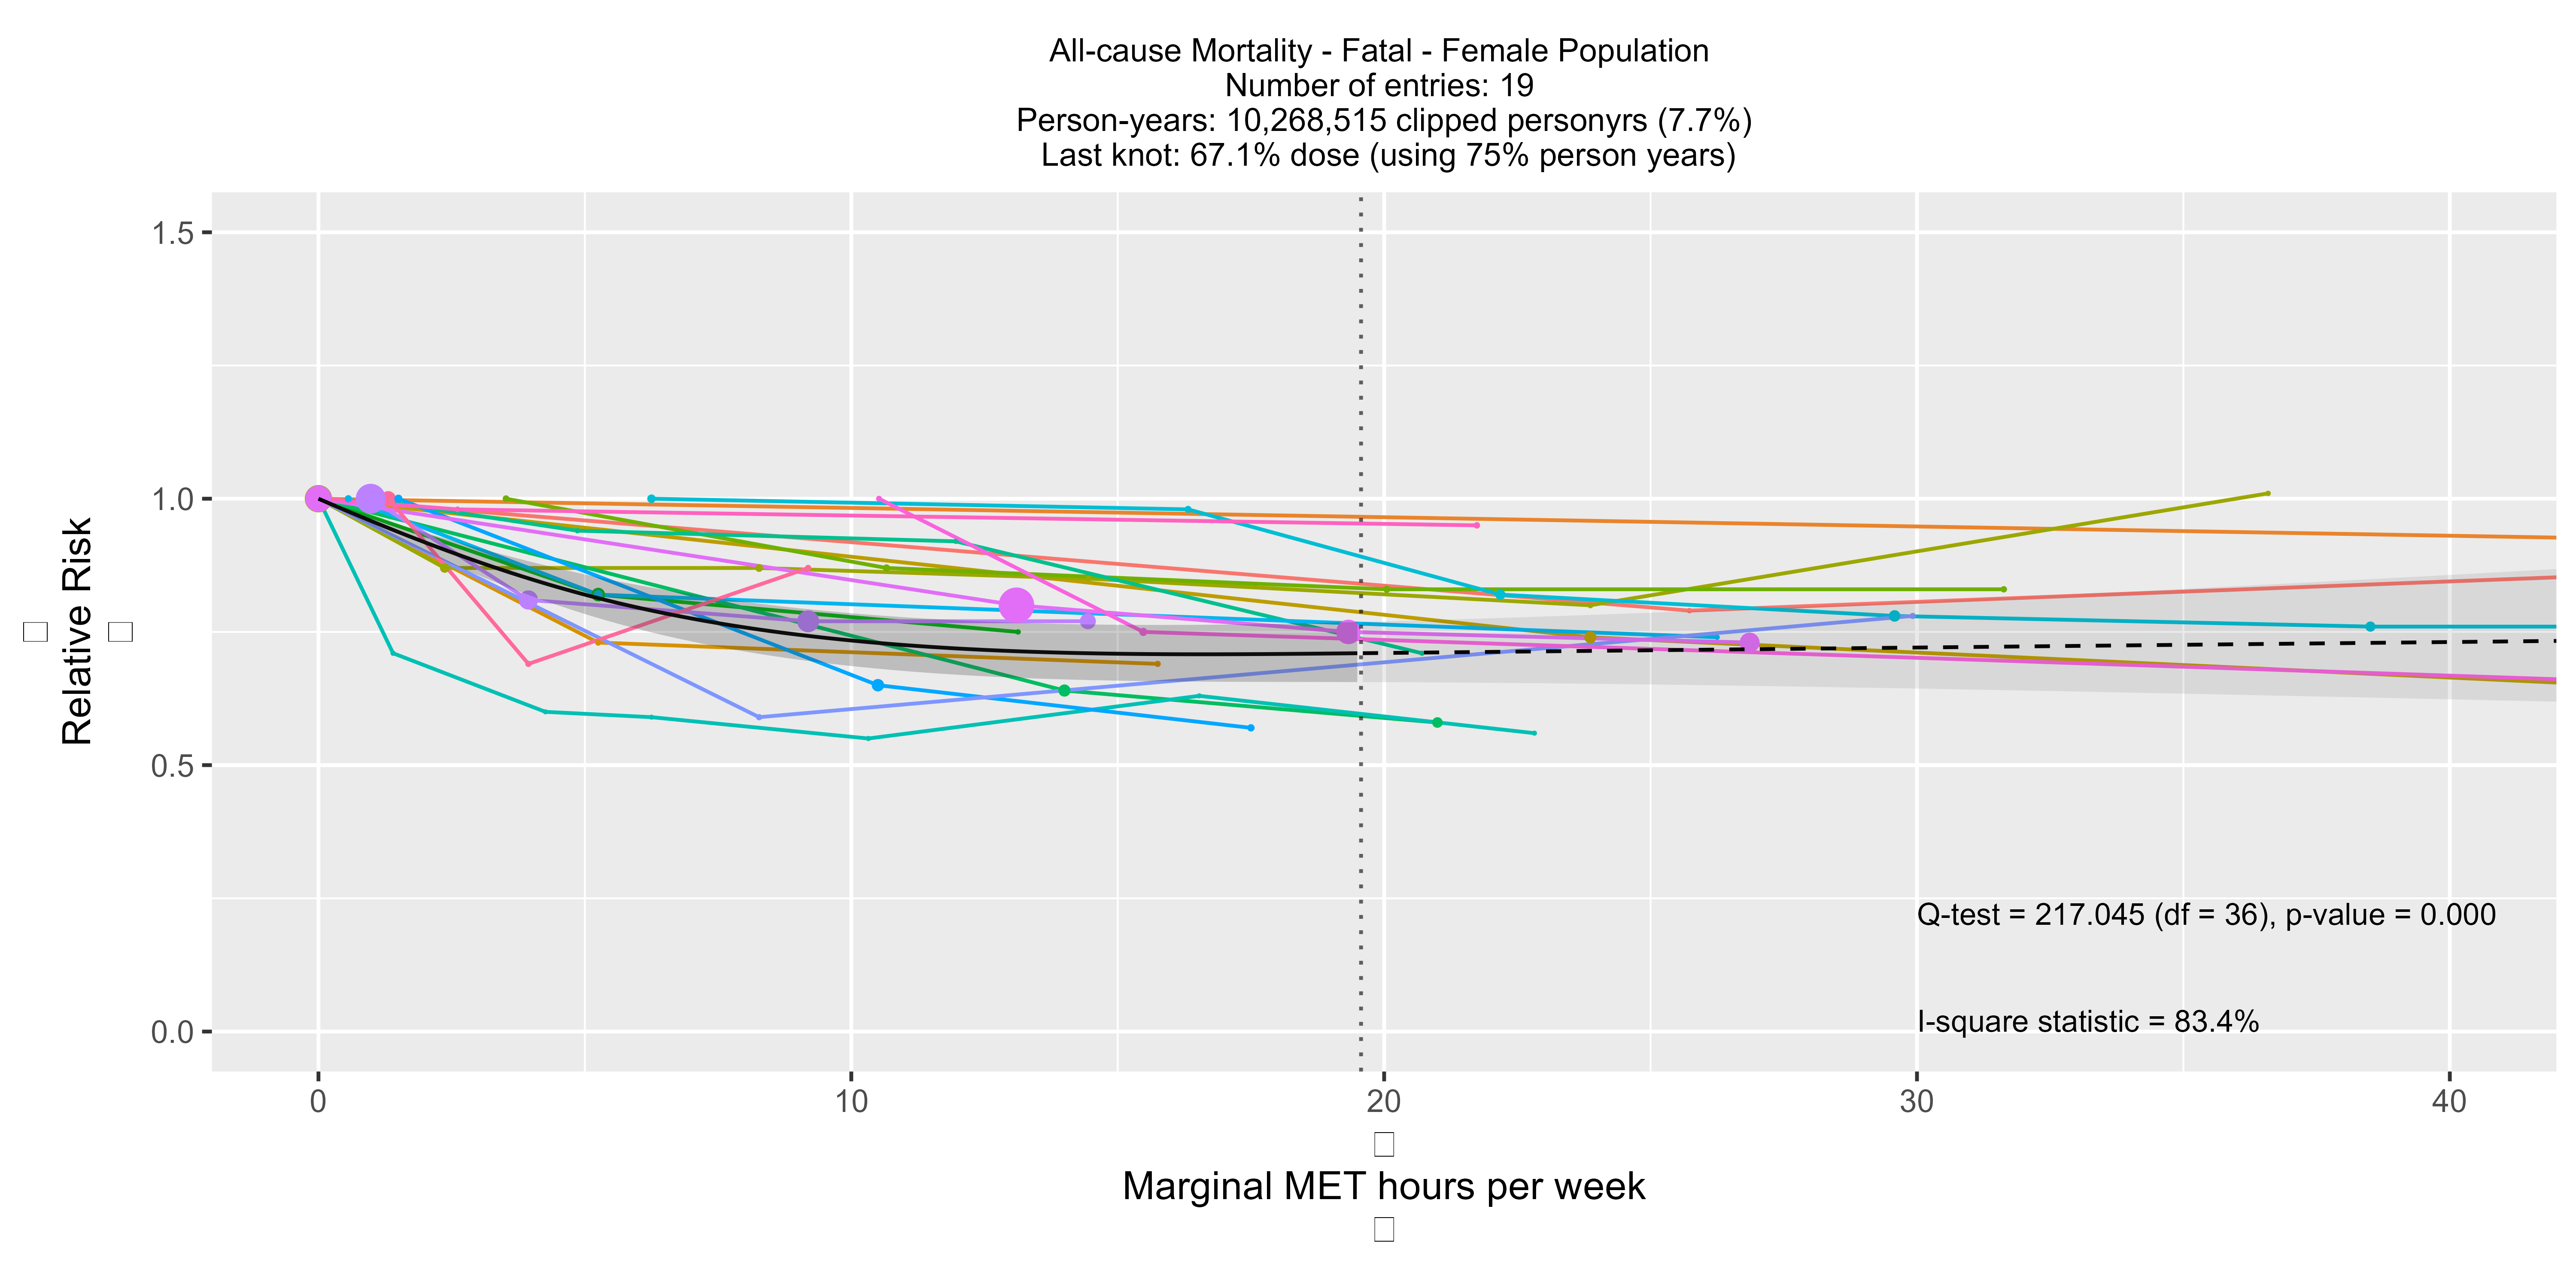 All-cause Mortality - Fatal - Female Population
Number of entries: 19
Person-years: 10,268,515 clipped personyrs (7.7%)
Last knot: 67.1% dose (using 75% person years)
Relative Risk
1.5
1.0
0.5
0.0
Q-test = 217.045 (df = 36), p-value = 0.000
I-square statistic = 83.4%
0 10 20 30 40
Marginal MET hours per week